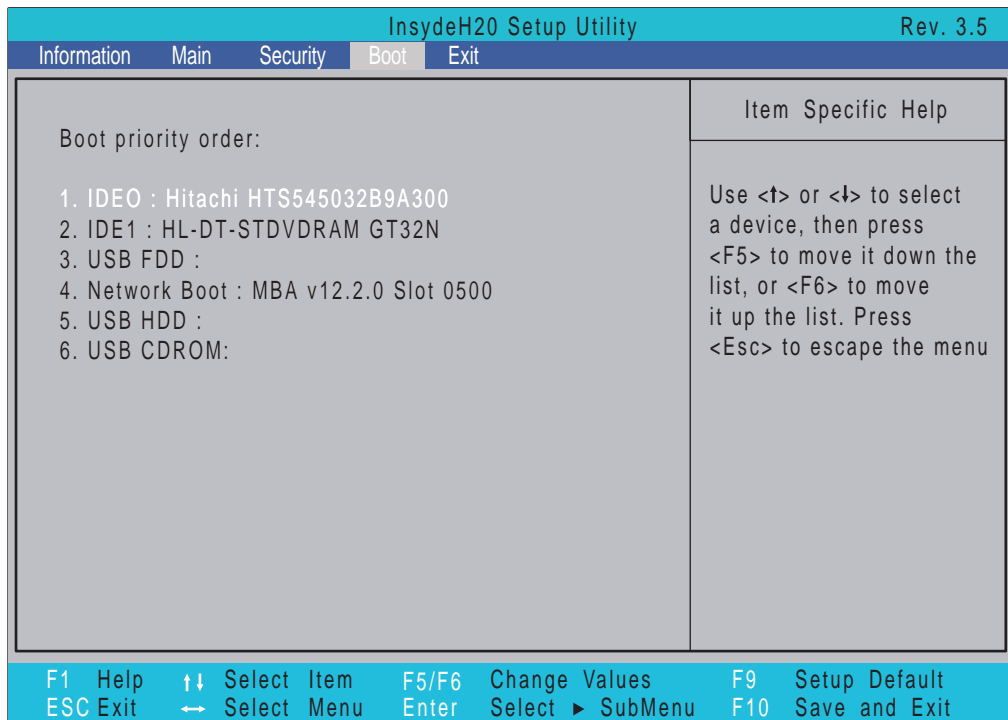 InsydeH20 Setup Utility Rev. 3.5
Information Main Security Boot Exit
Boot priority order:
1. IDEO : Hitachi HTS545032B9A300
2. IDE1 : HL-DT-STDVDRAM GT32N
3. USB FDD :
4. Network Boot : MBA v12.2.0 Slot 0500
5. USB HDD :
6. USB CDROM:
Item Specific Help
Use <↑> or <↓> to select
a device, then press
<F5> to move it down the
list, or <F6> to move
it up the list. Press
<Esc> to escape the menu
F1 Help ↑↓ Select Item F5/F6 Change Values F9 Setup Default
ESC Exit ↔ Select Menu Enter Select ► SubMenu F10 Save and Exit